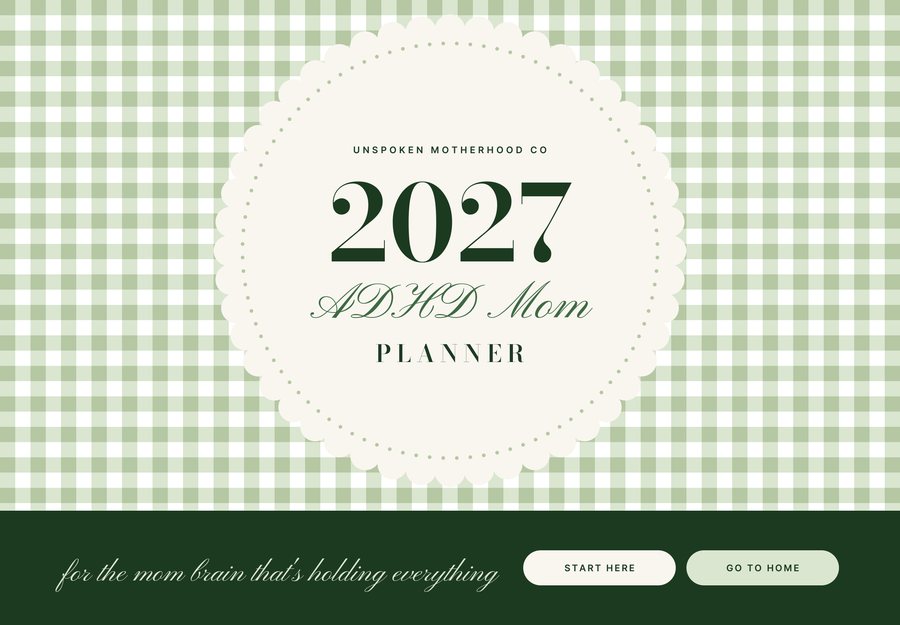 UNSPOKEN MOTHERHOOD CO
2027
ADHD Mom
PLANNER
for the mom brain that's holding everything
START HERE
GO TO HOME